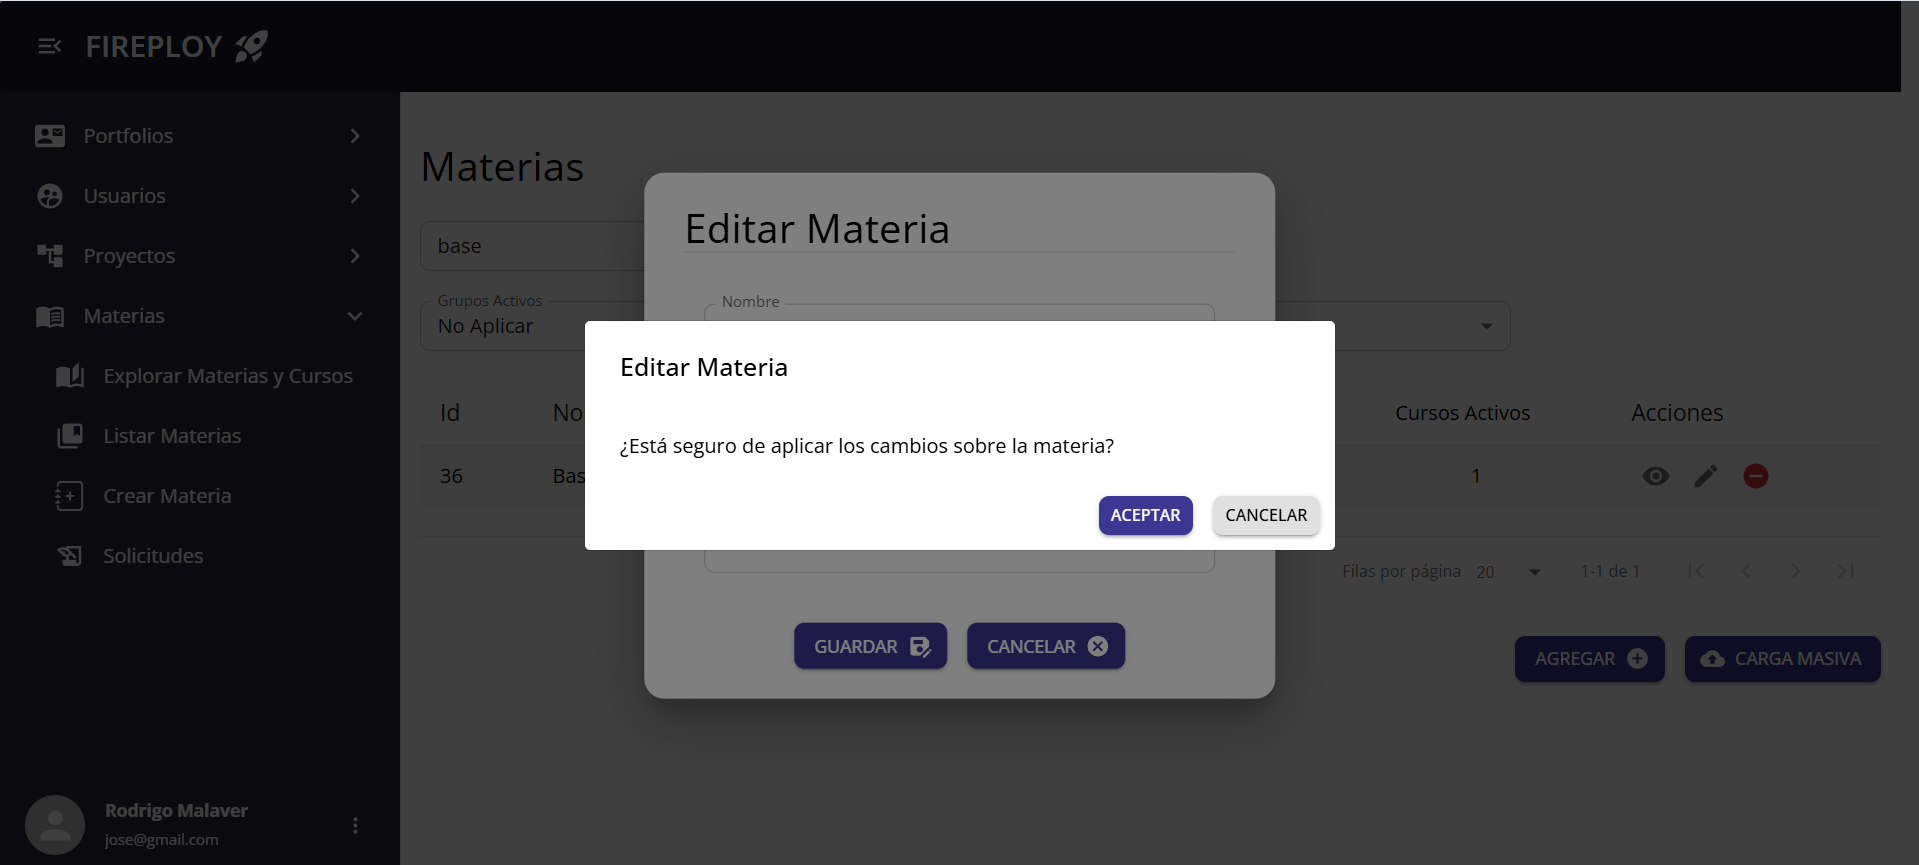 FIREPLOY
Portfolios
Usuarios
Proyectos
Materias
Explorar Materias y Cursos
Listar Materias
Crear Materia
Solicitudes
Rodrigo Malaver
jose@gmail.com
Materias
base
Grupos Activos
No Aplicar
Id
No
Cursos Activos
Acciones
36
Bas
1
Filas por página 20
1-1 de 1
AGREGAR
CARGA MASIVA
Editar Materia
Nombre
GUARDAR
CANCELAR
Editar Materia
¿Está seguro de aplicar los cambios sobre la materia?
ACEPTAR
CANCELAR